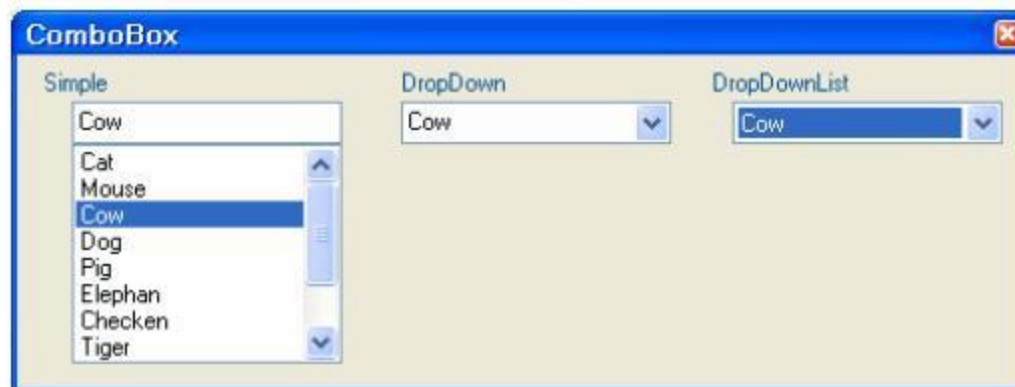 ComboBox
Simple
DropDown
DropDownList
Cow
Cow
Cow
Cat
Mouse
Cow
Dog
Pig
Elephan
Checken
Tiger